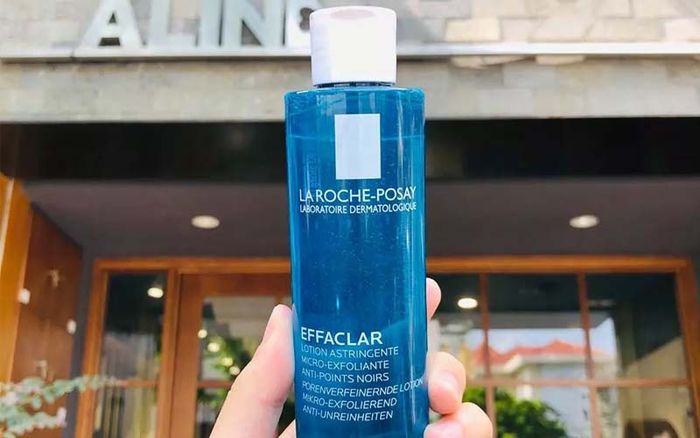 ALIN
LA ROCHE-POSAY
LABORATOIRE DERMATOLOGIQUE
EFFACLAR
LOTION ASTRINGENTE
MICRO-EXFOLIANTE
ANTI-POINTS NOIRS
PORENVERFEINERNDE LOTION
MIKRO-EXFOLIEREND
ANTI-UNREINHEITEN